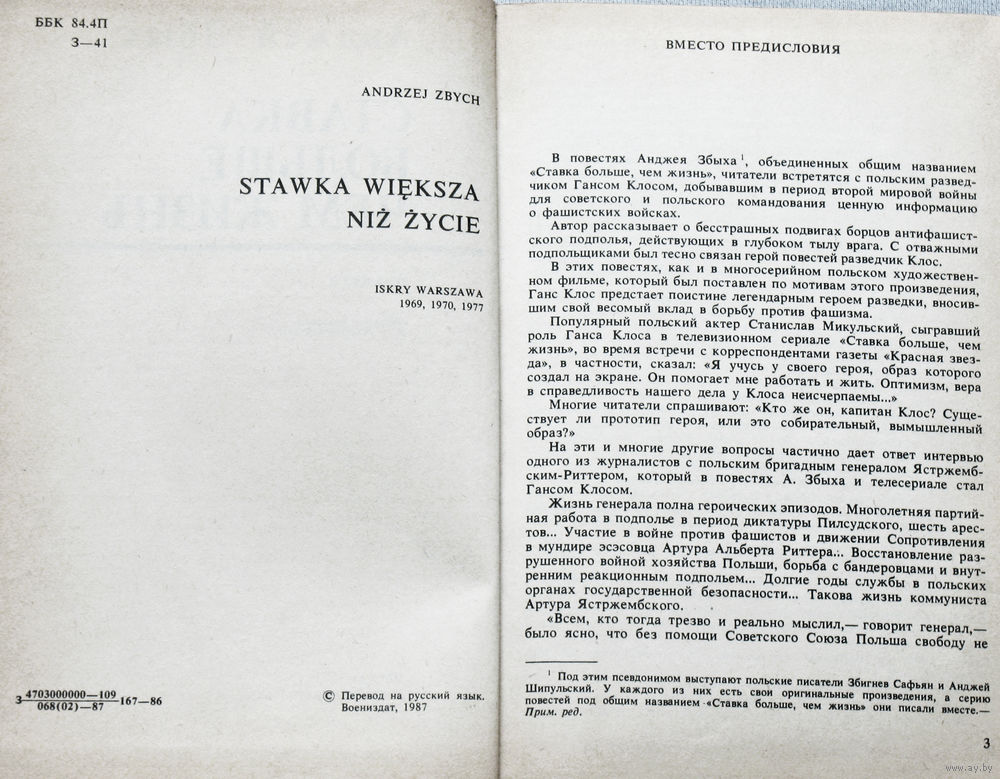 ББК 84.4П
З—41
ANDRZEJ ZBYCH
STAWKA WIĘKSZA
NIŻ ŻYCIE
ISKRY WARSZAWA
1969, 1970, 1977
З 4703000000—109 167—86
068(02)—87
© Перевод на русский язык.
Воениздат, 1987
ВМЕСТО ПРЕДИСЛОВИЯ
В повестях Анджея Збыха ¹, объединенных общим названием
«Ставка больше, чем жизнь», читатели встретятся с польским развед-
чиком Гансом Клосом, добывавшим в период второй мировой войны
для советского и польского командования ценную информацию
о фашистских войсках.
Автор рассказывает о бесстрашных подвигах борцов антифашист-
ского подполья, действующих в глубоком тылу врага. С отважными
подпольщиками был тесно связан герой повестей разведчик Клос.
В этих повестях, как и в многосерийном польском художествен-
ном фильме, который был поставлен по мотивам этого произведения,
Ганс Клос предстает поистине легендарным героем разведки, вносив-
шим свой весомый вклад в борьбу против фашизма.
Популярный польский актер Станислав Микульский, сыгравший
роль Ганса Клоса в телевизионном сериале «Ставка больше, чем
жизнь», во время встречи с корреспондентами газеты «Красная звез-
да», в частности, сказал: «Я учусь у своего героя, образ которого
создал на экране. Он помогает мне работать и жить. Оптимизм, вера
в справедливость нашего дела у Клоса неисчерпаемы...»
Многие читатели спрашивают: «Кто же он, капитан Клос? Суще-
ствует ли прототип героя, или это собирательный, вымышленный
образ?»
На эти и многие другие вопросы частично дает ответ интервью
одного из журналистов с польским бригадным генералом Ястржемб-
ским-Риттером, который в повестях А. Збыха и телесериале стал
Гансом Клосом.
Жизнь генерала полна героических эпизодов. Многолетняя партий-
ная работа в подполье в период диктатуры Пилсудского, шесть арес-
тов... Участие в войне против фашистов и движении Сопротивления
в мундире эсэсовца Артура Альберта Риттера... Восстановление раз-
рушенного войной хозяйства Польши, борьба с бандеровцами и внут-
ренним реакционным подпольем... Долгие годы службы в польских
органах государственной безопасности... Такова жизнь коммуниста
Артура Ястржембского.
«Всем, кто тогда трезво и реально мыслил,— говорит генерал,—
было ясно, что без помощи Советского Союза Польша свободу не
¹ Под этим псевдонимом выступают польские писатели Збигнев Сафьян и Анджей
Шипульский. У каждого из них есть свои оригинальные произведения, а серию
повестей под общим названием «Ставка больше, чем жизнь» они писали вместе.—
Прим. ред.
3
www.ay.by